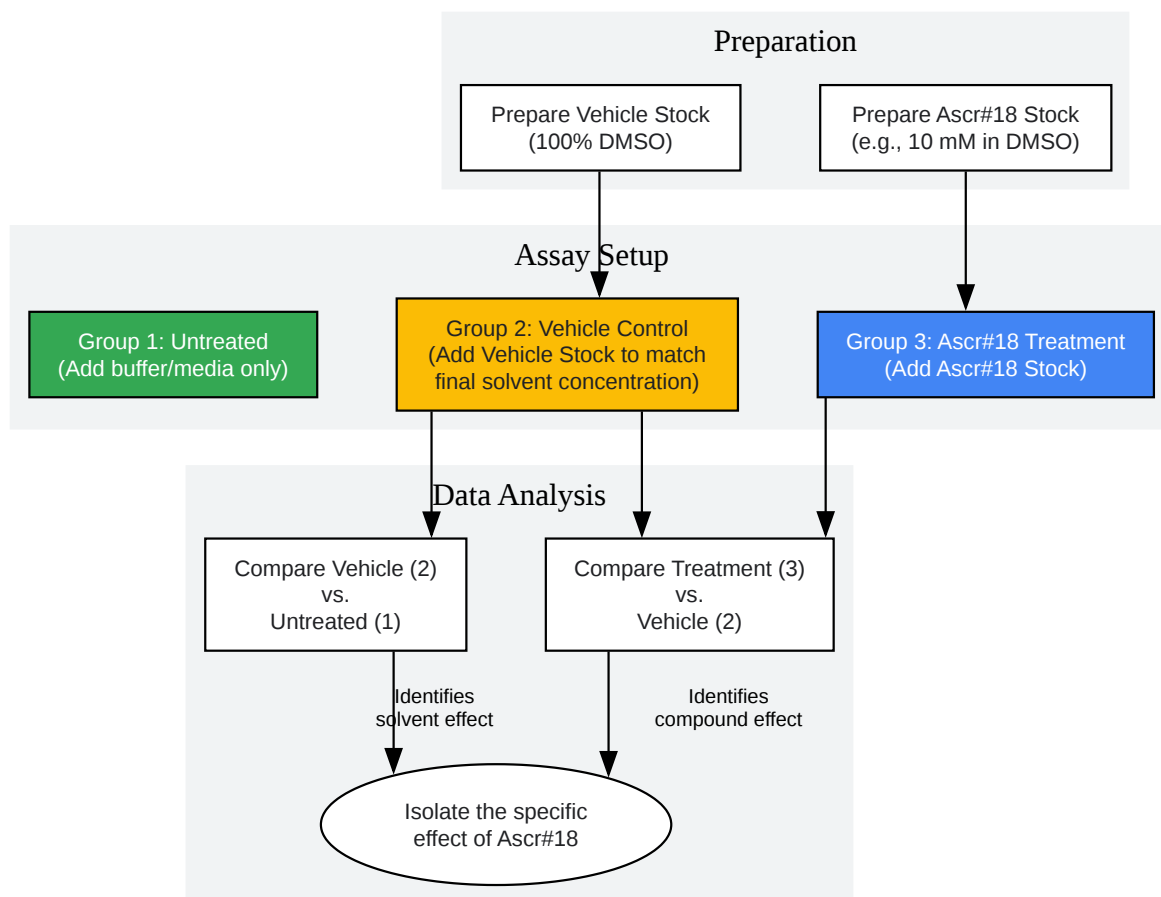 Preparation
Prepare Vehicle Stock
(100% DMSO)
Prepare Ascr#18 Stock
(e.g., 10 mM in DMSO)
Assay Setup
Group 1: Untreated
(Add buffer/media only)
Group 2: Vehicle Control
(Add Vehicle Stock to match
final solvent concentration)
Group 3: Ascr#18 Treatment
(Add Ascr#18 Stock)
Data Analysis
Compare Vehicle (2)
vs.
Untreated (1)
Compare Treatment (3)
vs.
Vehicle (2)
Identifies
solvent effect
Identifies
compound effect
Isolate the specific
effect of Ascr#18